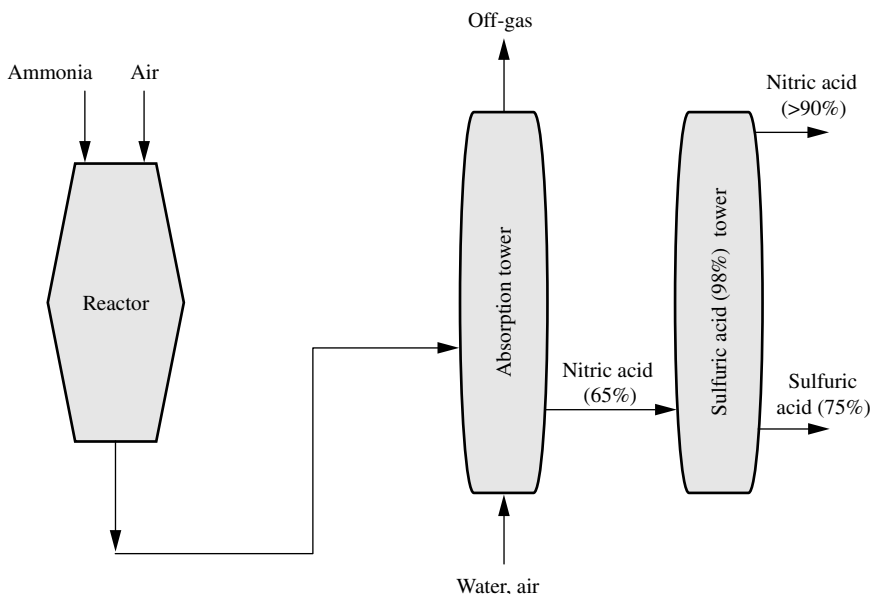 Off-gas
Ammonia
Air
Nitric acid
(>90%)
Reactor
Absorption tower
Sulfuric acid (98%) tower
Nitric acid
(65%)
Sulfuric
acid (75%)
Water, air